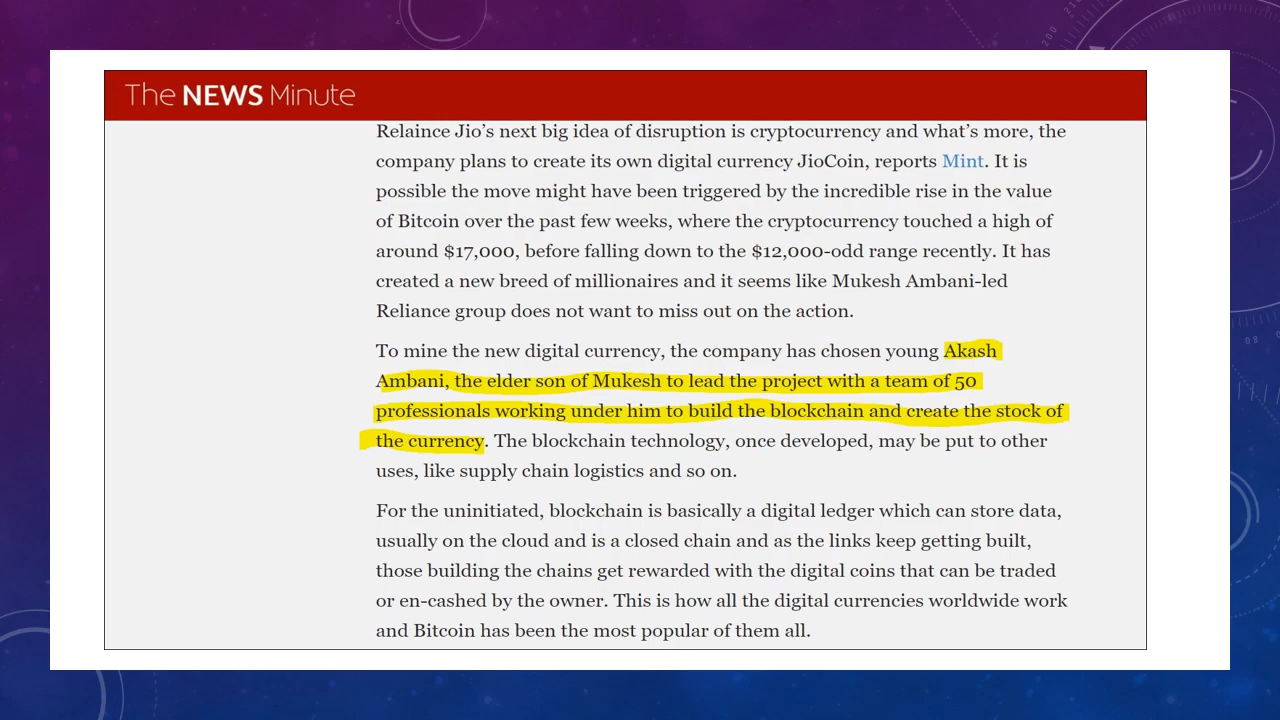 The NEWS Minute
Relaince Jio’s next big idea of disruption is cryptocurrency and what’s more, the
company plans to create its own digital currency JioCoin, reports Mint. It is
possible the move might have been triggered by the incredible rise in the value
of Bitcoin over the past few weeks, where the cryptocurrency touched a high of
around $17,000, before falling down to the $12,000-odd range recently. It has
created a new breed of millionaires and it seems like Mukesh Ambani-led
Reliance group does not want to miss out on the action.
To mine the new digital currency, the company has chosen young Akash
Ambani, the elder son of Mukesh to lead the project with a team of 50
professionals working under him to build the blockchain and create the stock of
the currency. The blockchain technology, once developed, may be put to other
uses, like supply chain logistics and so on.
For the uninitiated, blockchain is basically a digital ledger which can store data,
usually on the cloud and is a closed chain and as the links keep getting built,
those building the chains get rewarded with the digital coins that can be traded
or en-cashed by the owner. This is how all the digital currencies worldwide work
and Bitcoin has been the most popular of them all.